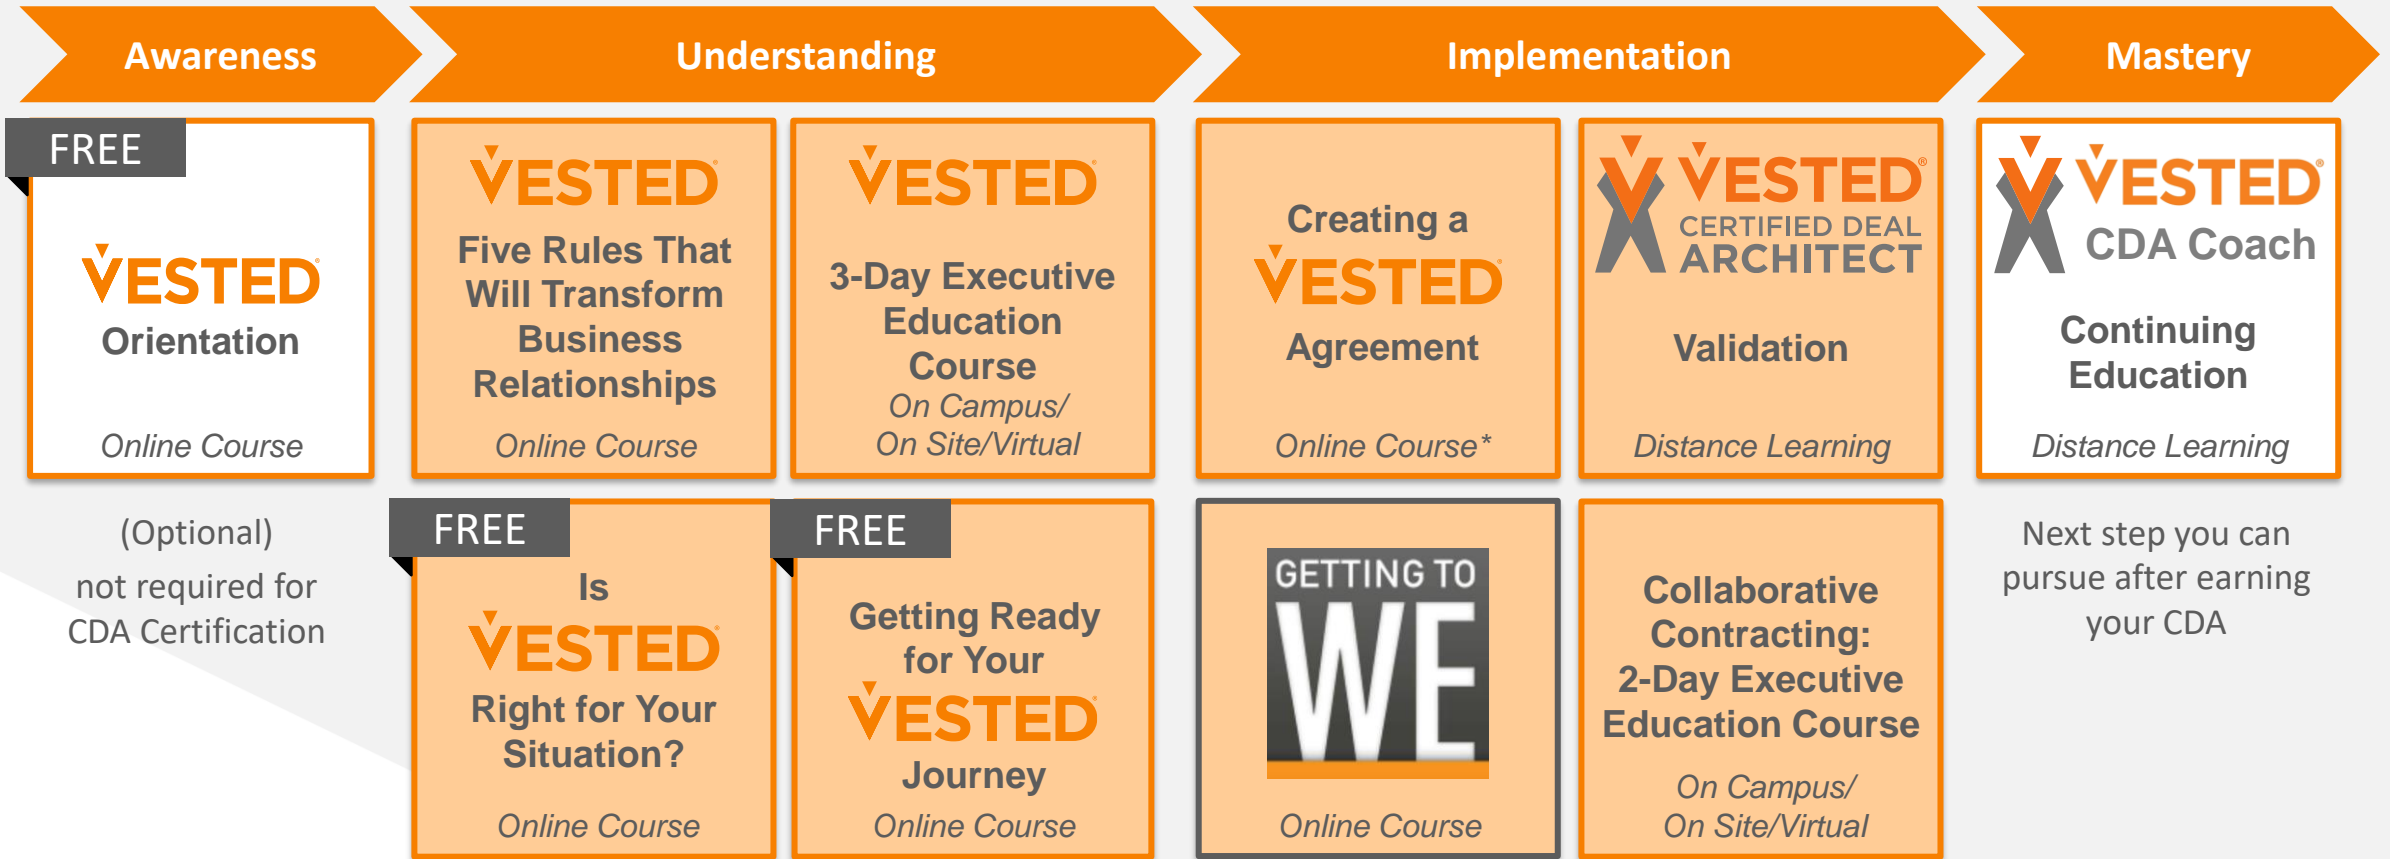 Awareness
Understanding
Implementation
Mastery
FREE
VESTED®
Orientation
Online Course
(Optional)
not required for
CDA Certification
VESTED®
Five Rules That
Will Transform
Business
Relationships
Online Course
VESTED®
3-Day Executive
Education
Course
On Campus/
On Site/Virtual
FREE
Is
VESTED®
Right for Your
Situation?
Online Course
FREE
Getting Ready
for Your
VESTED®
Journey
Online Course
Creating a
VESTED®
Agreement
Online Course*
VESTED®
CERTIFIED DEAL
ARCHITECT
Validation
Distance Learning
GETTING TO
WE
Online Course
Collaborative
Contracting:
2-Day Executive
Education Course
On Campus/
On Site/Virtual
VESTED®
CDA Coach
Continuing
Education
Distance Learning
Next step you can
pursue after earning
your CDA